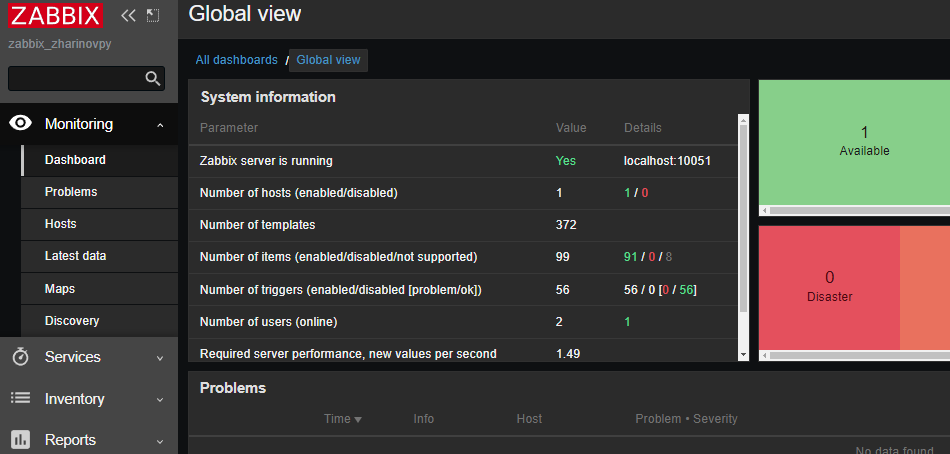 ZABBIX
zabbix_zharinovpy
Monitoring
Dashboard
Problems
Hosts
Latest data
Maps
Discovery
Services
Inventory
Reports
Global view
All dashboards / Global view
System information
Parameter Value Details
Zabbix server is running Yes localhost:10051
Number of hosts (enabled/disabled) 1 1 / 0
Number of templates 372
Number of items (enabled/disabled/not supported) 99 91 / 0 / 8
Number of triggers (enabled/disabled [problem/ok]) 56 56 / 0 [0 / 56]
Number of users (online) 2 1
Required server performance, new values per second 1.49
1
Available
0
Disaster
Problems
Time Info Host Problem • Severity
No data found